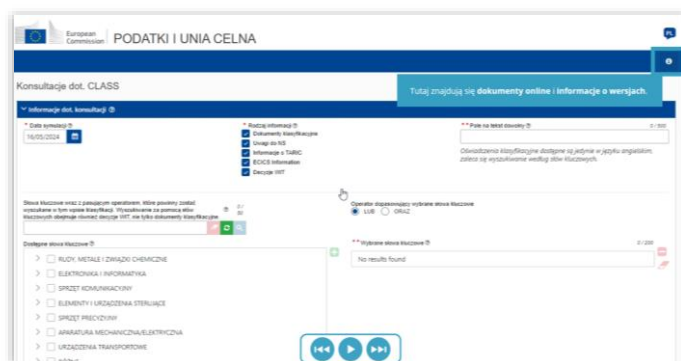 European
Commission
PODATKI I UNIA CELNA
PL
Konsultacje dot. CLASS
Tutaj znajdują się dokumenty online i informacje o wersjach.
Informacje dot. konsultacji
* Data symulacji
16/05/2024
* Rodzaj informacji
Dokumenty klasyfikacyjne
Uwagi do NS
Informacje o TARIC
ECICS Information
Decyzje WIT
* * Pole na tekst dowolny
0 / 500
Oświadczenia klasyfikacyjne dostępne są jedynie w języku angielskim;
zaleca się wyszukiwanie według słów kluczowych.
Słowa kluczowe wraz z pasującym operatorem, które powinny zostać
wyszukane w tym opisie klasyfikacji. Wyszukiwanie za pomocą słów
kluczowych obejmuje również decyzje WIT, nie tylko dokumenty klasyfikacyjne
0 /
Operator dopasowujący wybrane słowa kluczowe
LUB
ORAZ
Dostępne słowa kluczowe
* * Wybrane słowa kluczowe
0 / 200
No results found
RUDY, METALE I ZWIĄZKI CHEMICZNE
ELEKTRONIKA I INFORMATYKA
SPRZĘT KOMUNIKACYJNY
ELEMENTY I URZĄDZENIA STERUJĄCE
SPRZĘT PRECYZYJNY
APARATURA MECHANICZNA/ELEKTRYCZNA
URZĄDZENIA TRANSPORTOWE